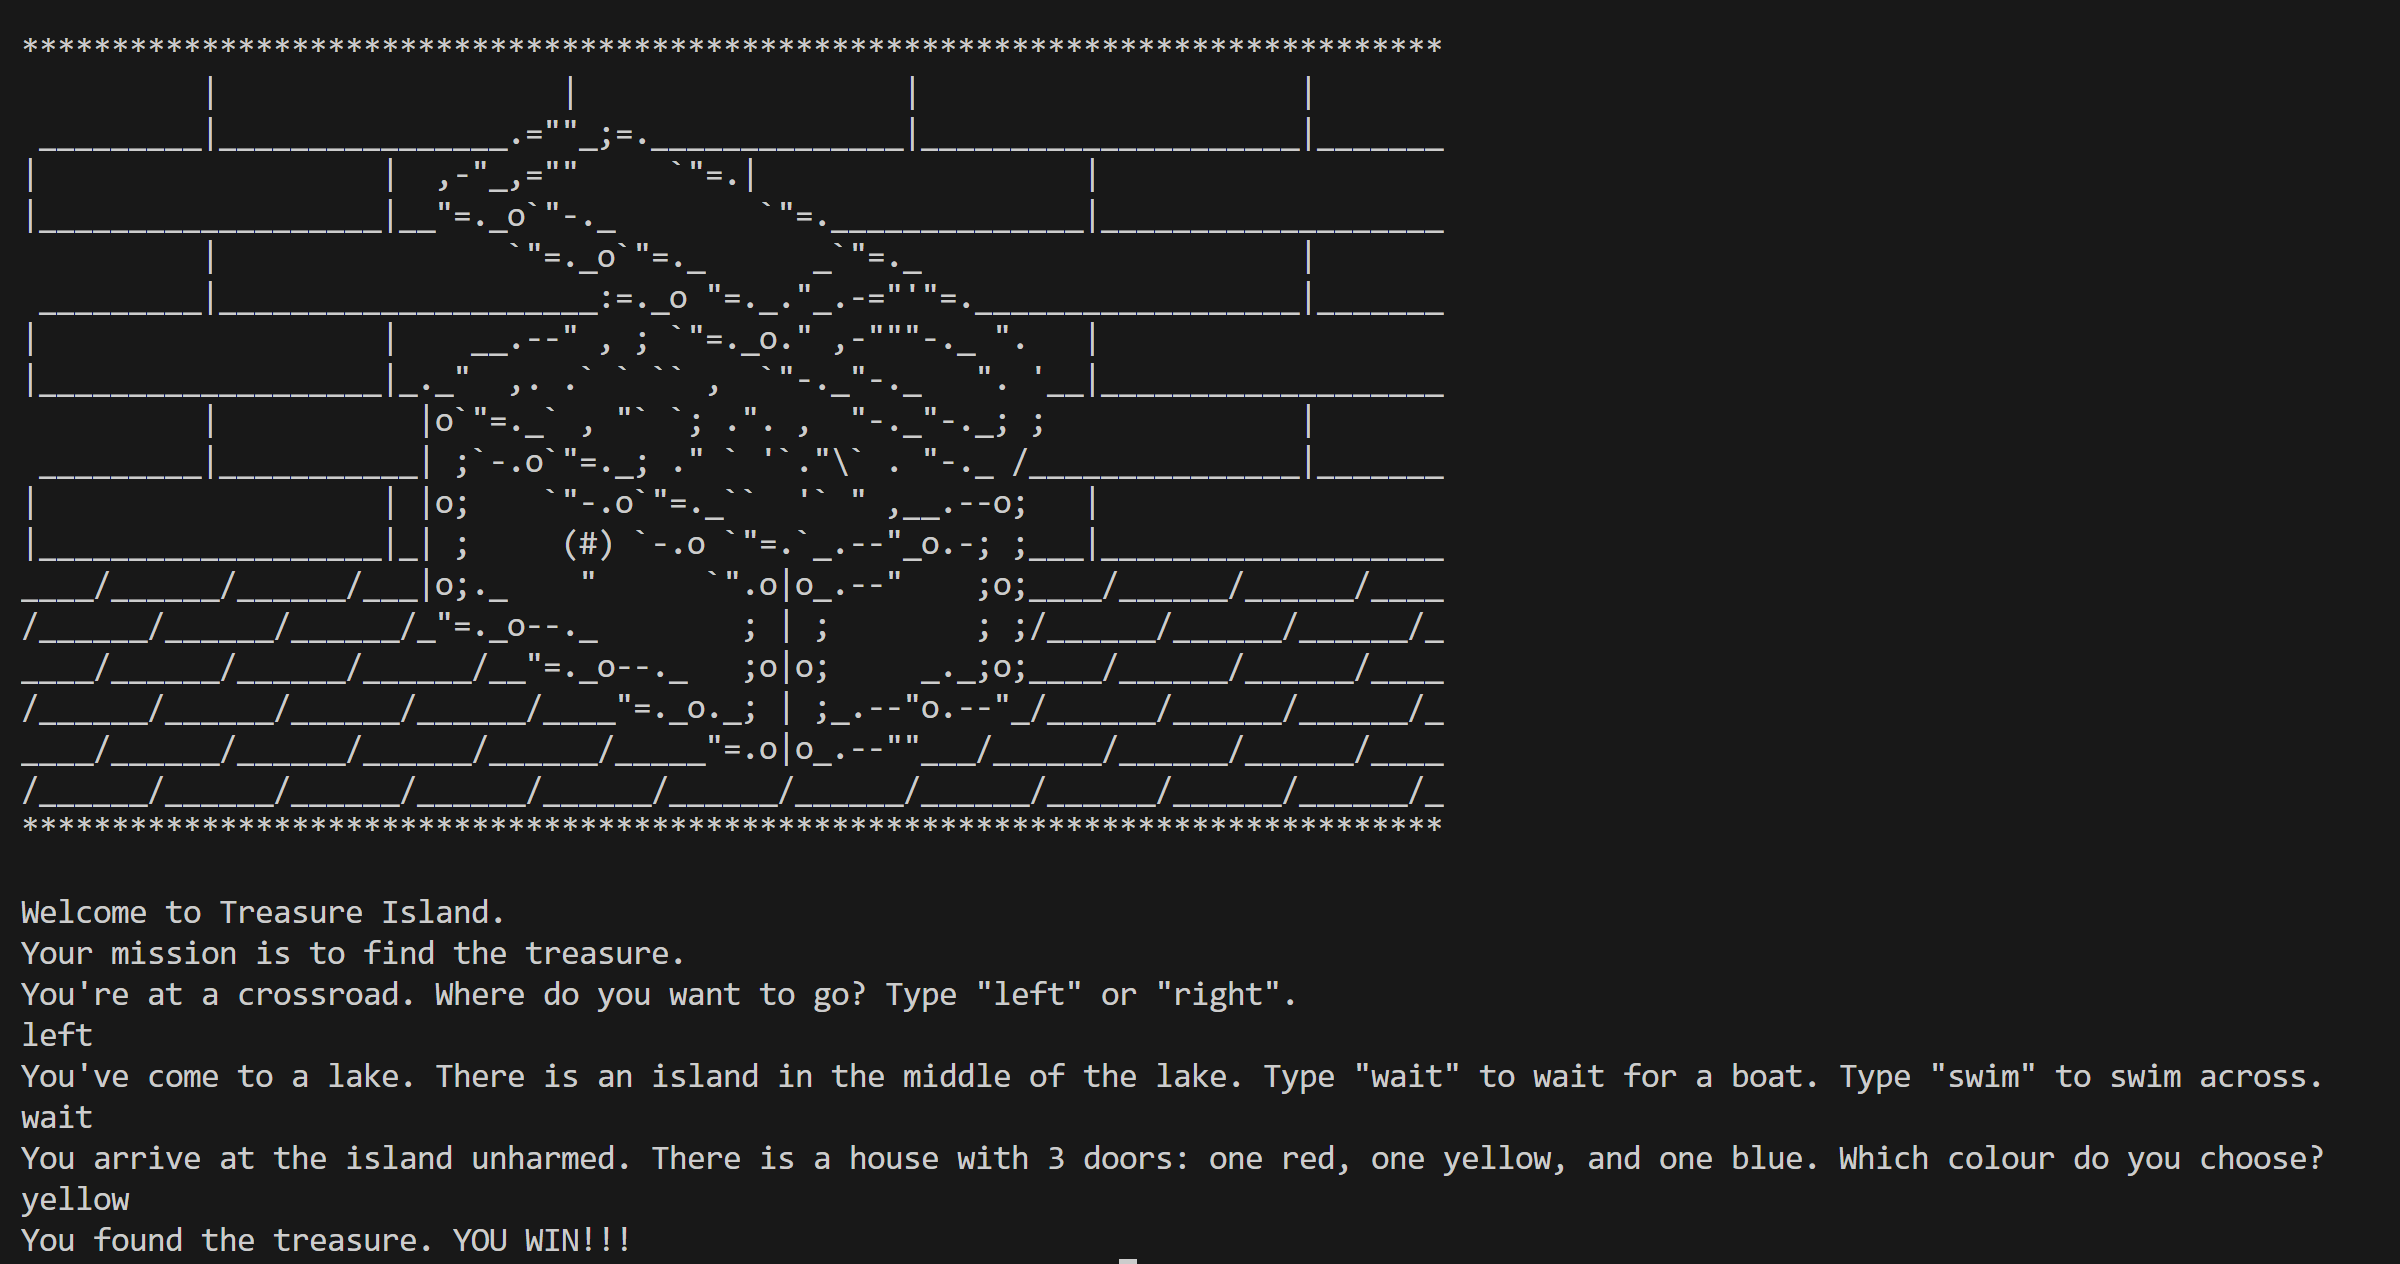 Welcome to Treasure Island.
Your mission is to find the treasure.
You're at a crossroad. Where do you want to go? Type "left" or "right".
left
You've come to a lake. There is an island in the middle of the lake. Type "wait" to wait for a boat. Type "swim" to swim across.
wait
You arrive at the island unharmed. There is a house with 3 doors: one red, one yellow, and one blue. Which colour do you choose?
yellow
You found the treasure. YOU WIN!!!